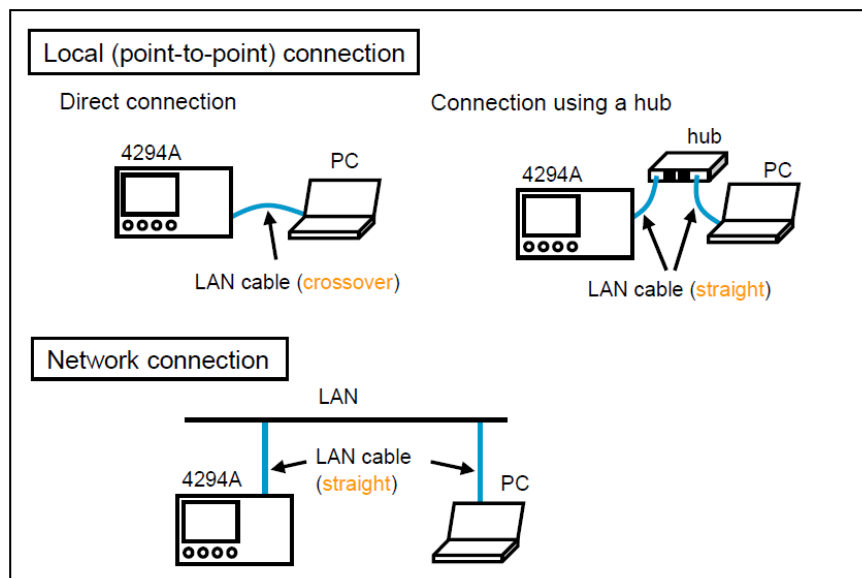 Local (point-to-point) connection
Direct connection
4294A
PC
LAN cable (crossover)
Connection using a hub
hub
4294A
PC
LAN cable (straight)
Network connection
LAN
LAN cable
(straight)
4294A
PC